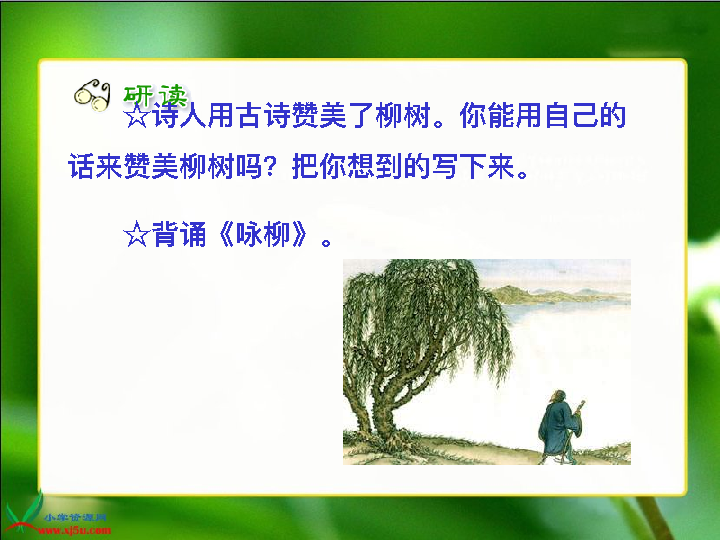 研读
☆诗人用古诗赞美了柳树。你能用自己的
话来赞美柳树吗？把你想到的写下来。
☆背诵《咏柳》。
小学资源网
www.xj5u.com